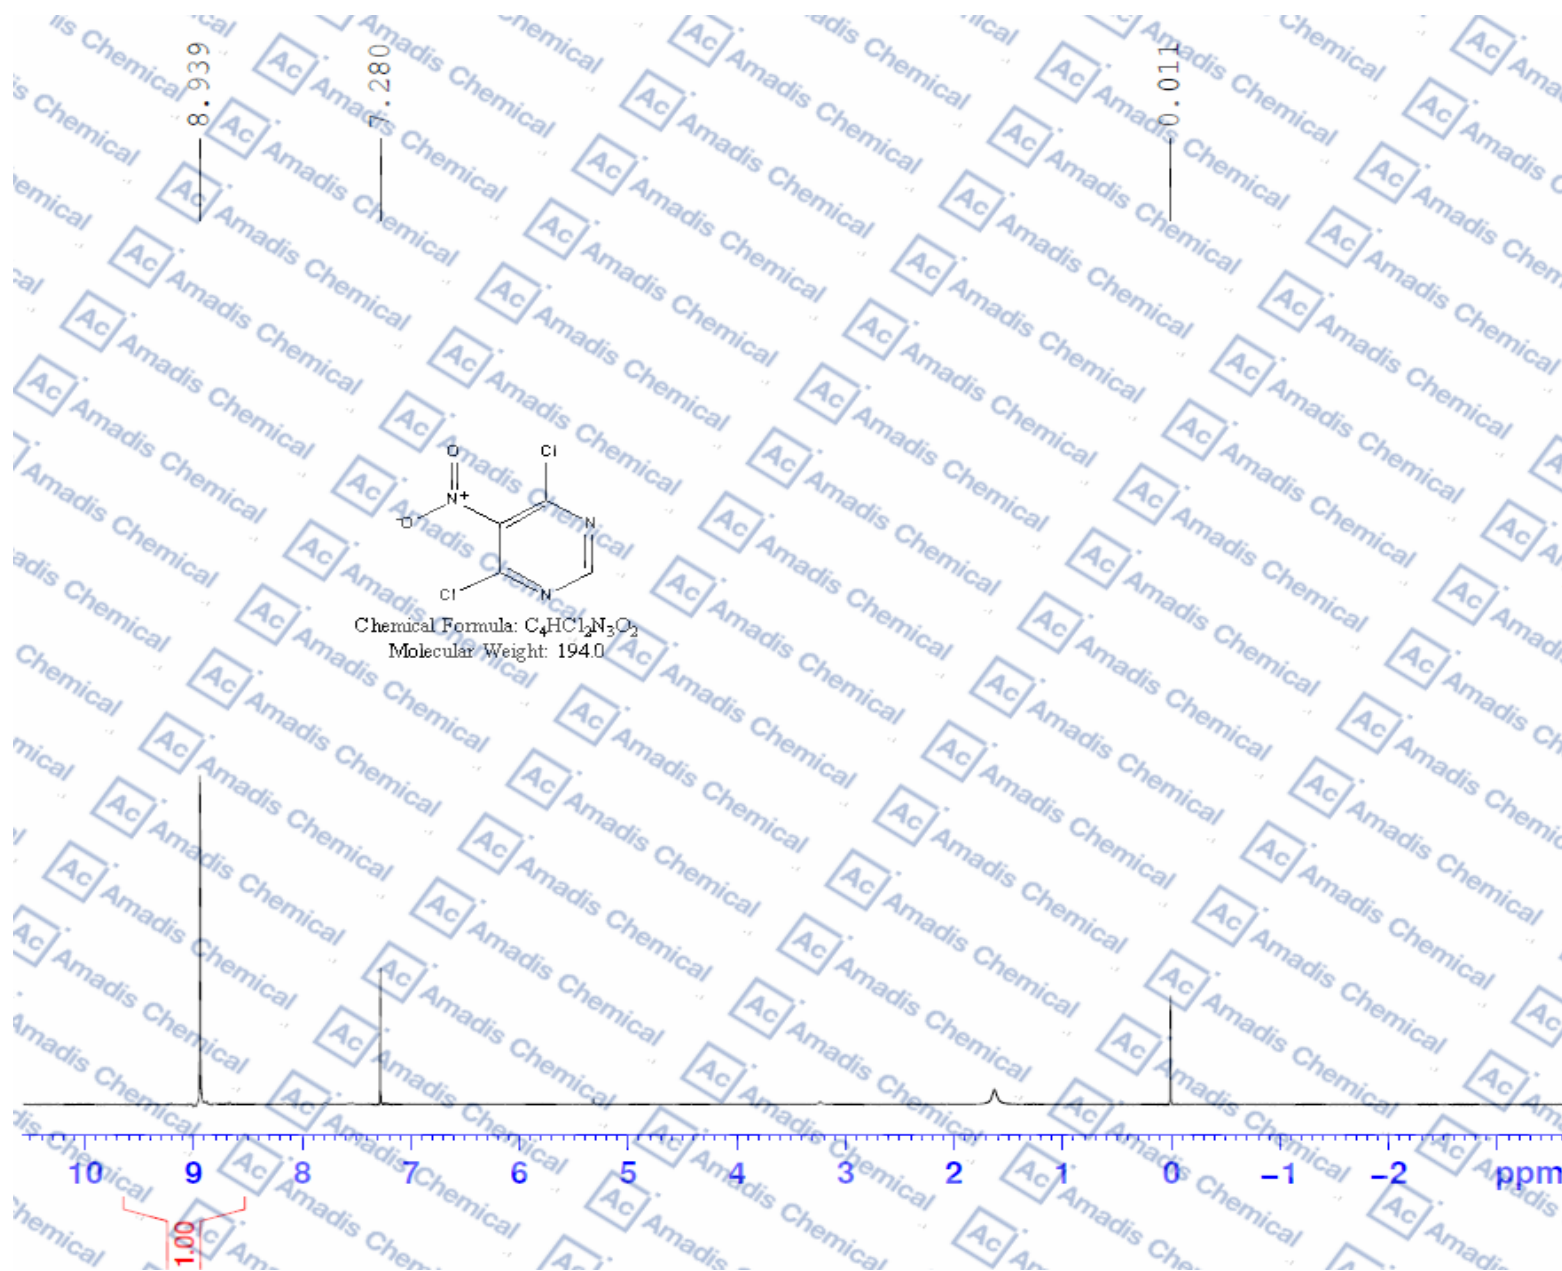 8.939
7.280
0.011
O
Cl
N+
-O
N
Cl
N
Chemical Formula: C4HCl2N3O2
Molecular Weight: 194.0
10 9 8 7 6 5 4 3 2 1 0 -1 -2 ppm
1.00
Ac Amadis Chemical